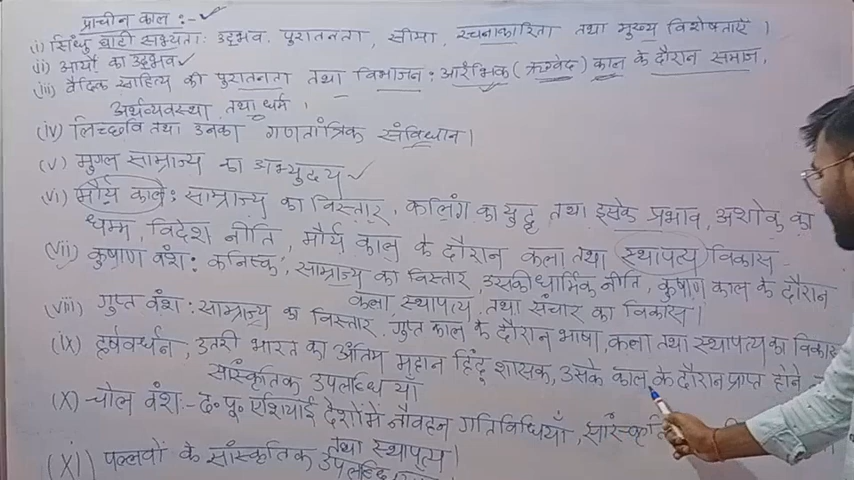 प्राचीन काल :-
(i) सिंधु घाटी सभ्यता: उद्भव, पुरातनता, सीमा, रचनाकारिता तथा मुख्य विशेषताएँ ।
(ii) आर्यो का उद्भव
(iii) वैदिक साहित्य की पुरातनता तथा विभाजन: आरंभिक (ऋग्वेद) काल के दौरान समाज,
अर्थव्यवस्था तथा धर्म ।
(iv) लिच्छवि तथा उनका गणतांत्रिक संविधान ।
(v) मुगल साम्राज्य का अभ्युदय
(vi) मौर्य काल: साम्राज्य का विस्तार, कलिंग का युद्ध तथा इसके प्रभाव, अशोक का
धम्म, विदेश नीति, मौर्य काल के दौरान कला तथा स्थापत्य विकास
(vii) कुषाण वंश: कनिष्क, साम्राज्य का विस्तार, उसकी धार्मिक नीति, कुषाण काल के दौरान
कला, स्थापत्य, तथा संचार का विकास ।
(viii) गुप्त वंश: साम्राज्य का विस्तार गुप्त काल के दौरान भाषा, कला तथा स्थापत्य का विकास
(ix) हर्षवर्धन, उत्तरी भारत का अंतिम महान हिंदू शासक, उसके काल के दौरान प्राप्त होने
सांस्कृतिक उपलब्धियाँ
(x) चोल वंश:- द. पू. एशियाई देशों में नौवहन गतिविधियाँ,
तथा स्थापत्य ।
(xi) पल्लवों के सांस्कृतिक